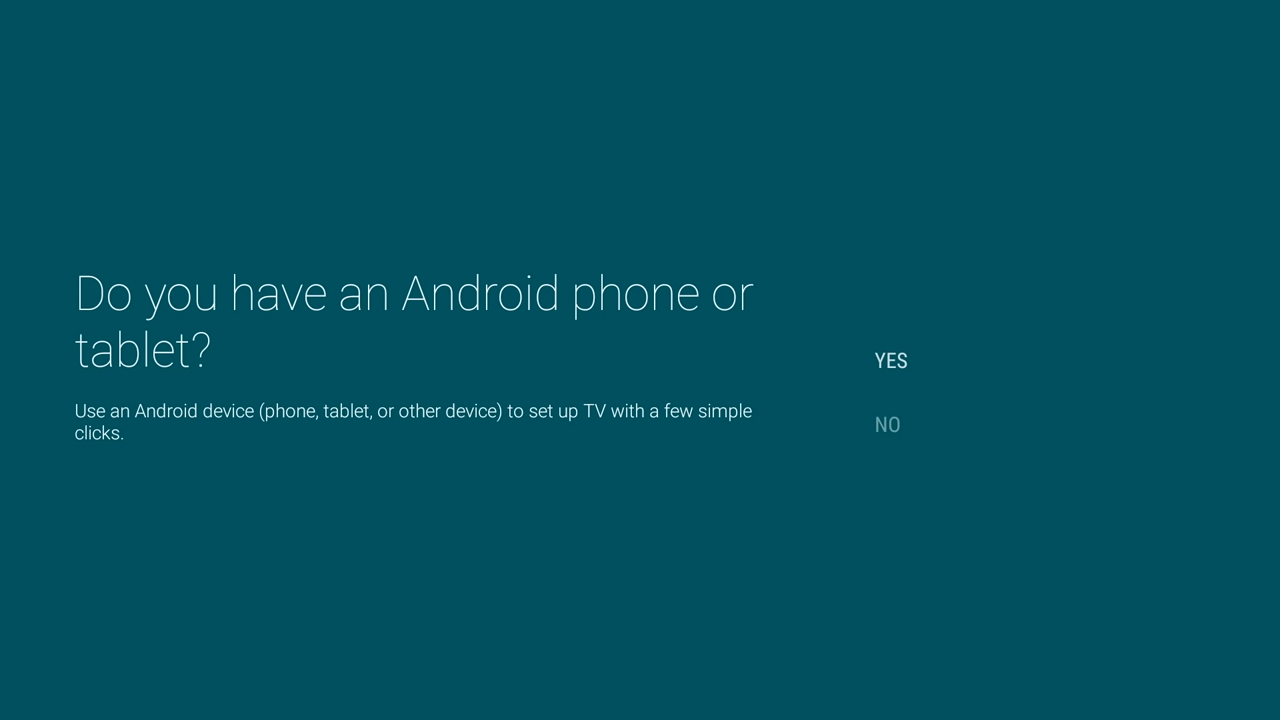 Do you have an Android phone or
tablet?
Use an Android device (phone, tablet, or other device) to set up TV with a few simple
clicks.
YES
NO